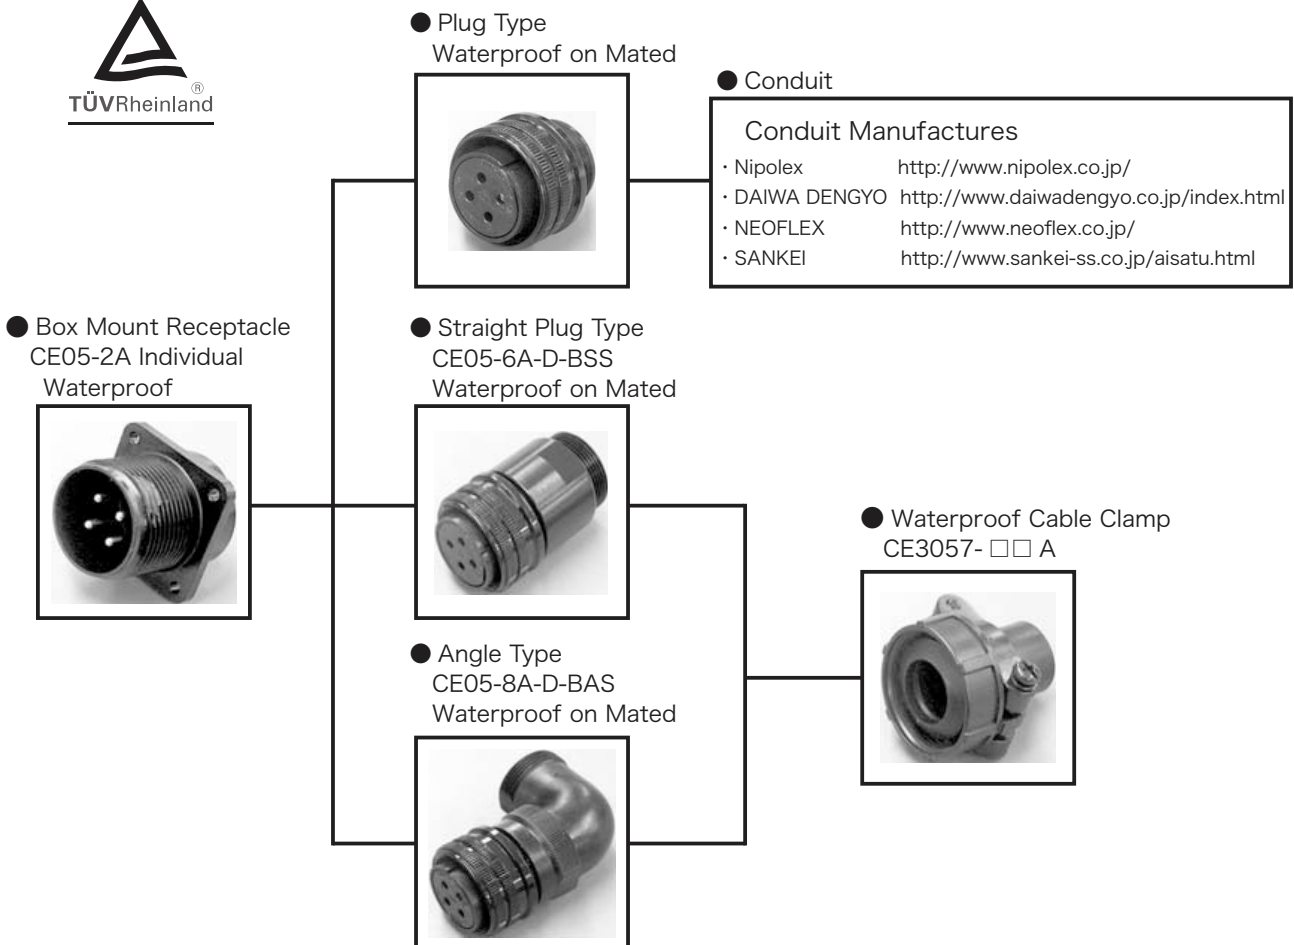 TÜVRheinland
®
● Plug Type
Waterproof on Mated
● Conduit
Conduit Manufactures
・Nipolex http://www.nipolex.co.jp/
・DAIWA DENGYO http://www.daiwadengyo.co.jp/index.html
・NEOFLEX http://www.neoflex.co.jp/
・SANKEI http://www.sankei-ss.co.jp/aisatu.html
● Box Mount Receptacle
CE05-2A Individual
Waterproof
● Straight Plug Type
CE05-6A-D-BSS
Waterproof on Mated
● Waterproof Cable Clamp
CE3057- □□ A
● Angle Type
CE05-8A-D-BAS
Waterproof on Mated